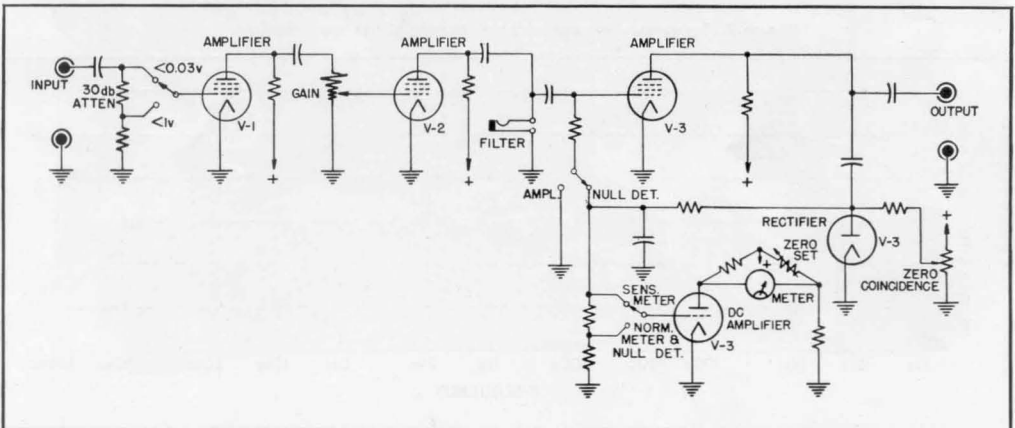 AMPLIFIER
AMPLIFIER
AMPLIFIER
<0.03v
INPUT
30db
ATTEN
<1v
V-1
GAIN
V-2
V-3
OUTPUT
FILTER
+
+
+
AMPL.
NULL DET.
RECTIFIER
V-3
+
ZERO
SET
+
METER
ZERO
COINCIDENCE
SENS.
METER
NORM.
METER &
NULL DET.
DC
AMPLIFIER
V-3